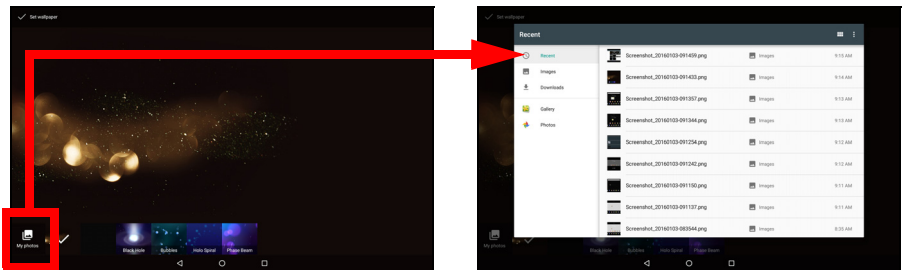 Set wallpaper
My photos
Black Hole
Bubbles
Holo Spiral
Phase Beam
Set wallpaper
Recent
Recent
Images
Downloads
Gallery
Photos
Screenshot_20160103-091459.png Images 9:15 AM
Screenshot_20160103-091433.png Images 9:14 AM
Screenshot_20160103-091357.png Images 9:13 AM
Screenshot_20160103-091344.png Images 9:13 AM
Screenshot_20160103-091254.png Images 9:12 AM
Screenshot_20160103-091242.png Images 9:12 AM
Screenshot_20160103-091150.png Images 9:11 AM
Screenshot_20160103-091137.png Images 9:11 AM
Screenshot_20160103-083544.png Images 8:35 AM
My photos
Black Hole
Bubbles
Holo Spiral
Phase Beam